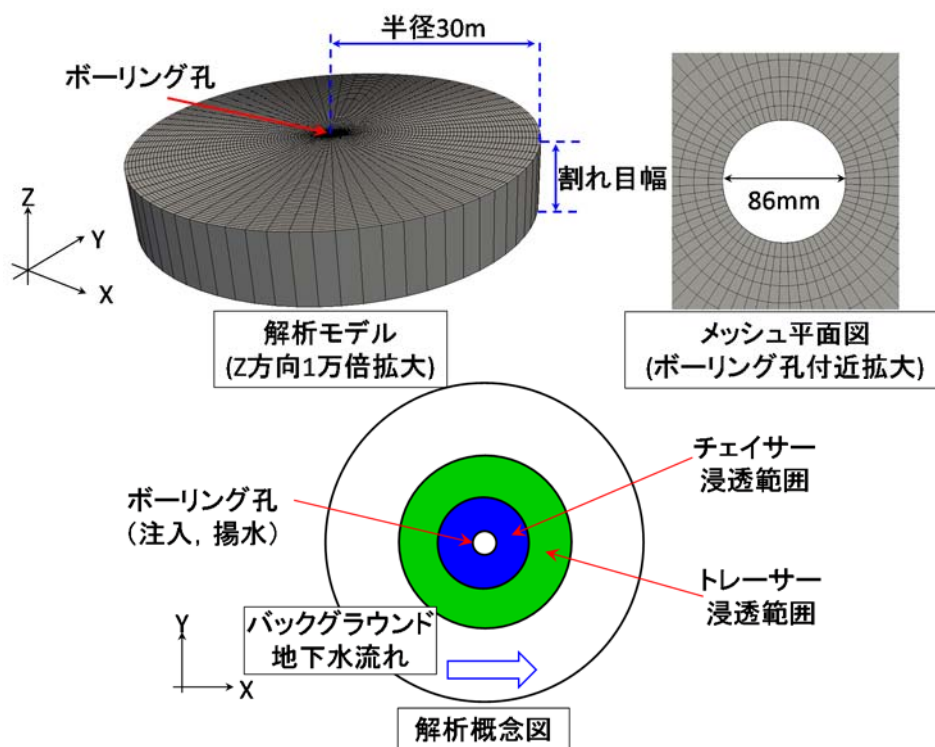 半径30m
ボーリング孔
割れ目幅
Z
Y
X
86mm
解析モデル
(Z方向1万倍拡大)
メッシュ平面図
(ボーリング孔付近拡大)
チェイサー
浸透範囲
ボーリング孔
(注入, 揚水)
トレーサー
浸透範囲
バックグラウンド
地下水流れ
Y
X
解析概念図